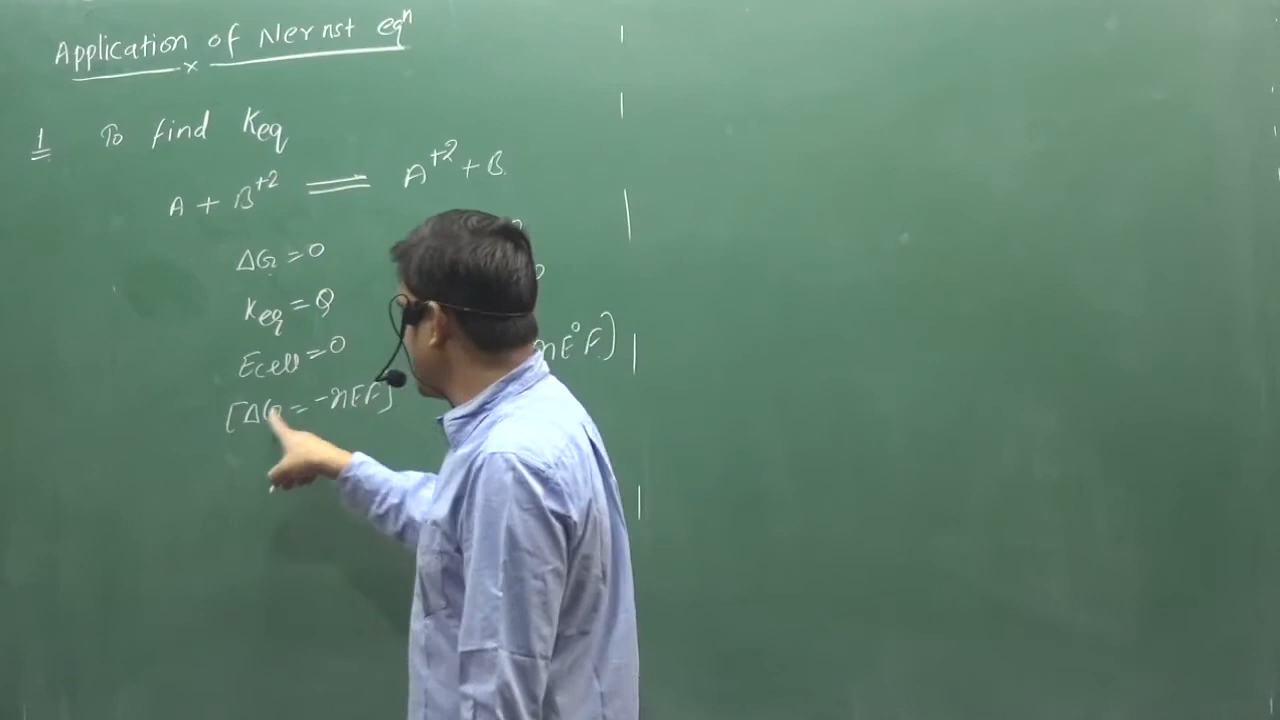 Application of Nernst eqⁿ
1 To find Keq
A + B⁺² ⇌ A⁺² + B
ΔG = 0
Keq = Q
Ecell = 0
[ΔG = -nEF] nE°F)